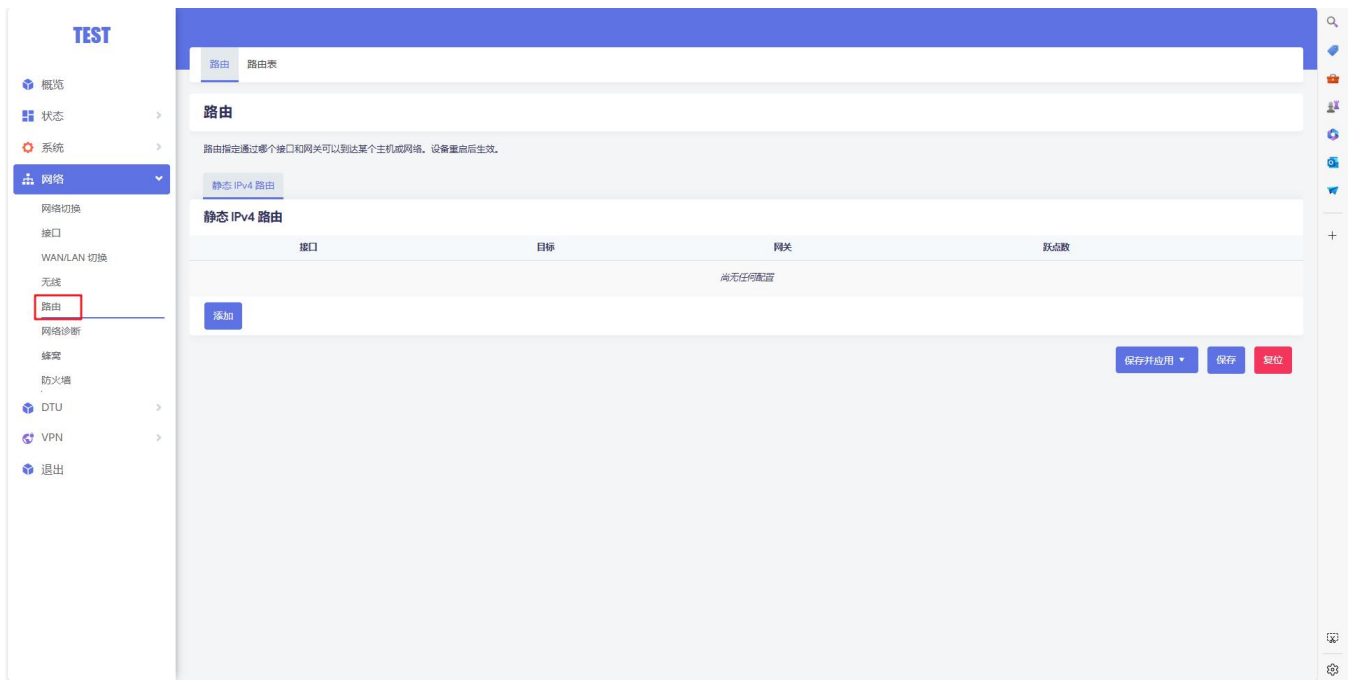 TEST
概览
状态
系统
网络
网络切换
接口
WAN/LAN 切换
无线
路由
网络诊断
蜂窝
防火墙
DTU
VPN
退出
路由 路由表
路由
路由指定通过哪个接口和网关可以到达某个主机或网络。设备重启后生效。
静态 IPv4 路由
静态 IPv4 路由
接口 目标 网关 跃点数
尚无任何配置
添加
保存并应用 保存 复位